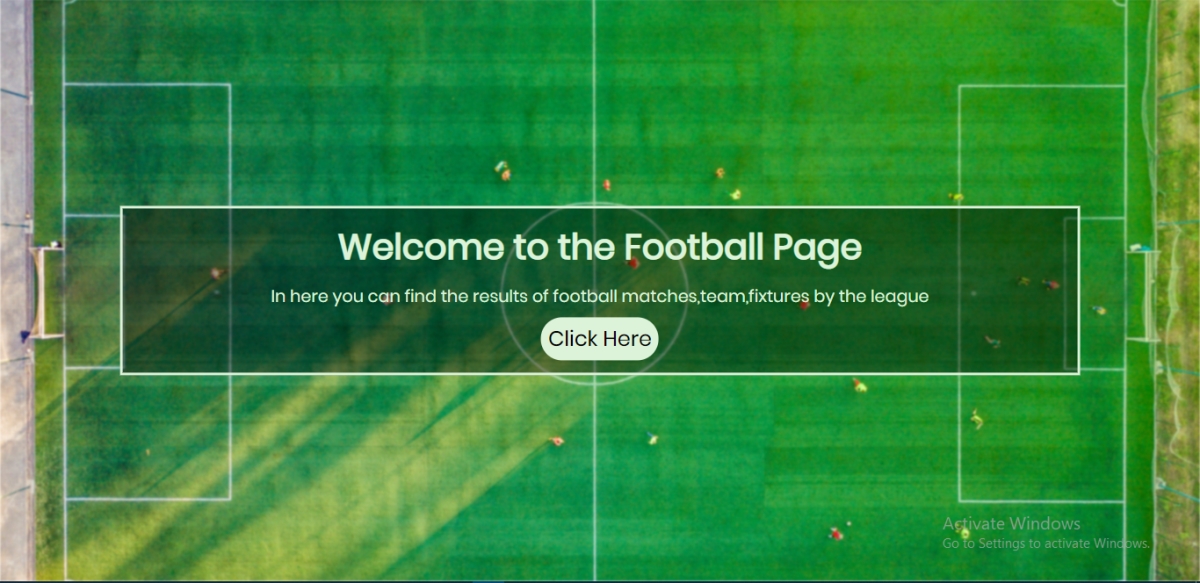 Welcome to the Football Page
In here you can find the results of football matches,team,fixtures by the league
Click Here
Activate Windows
Go to Settings to activate Windows.